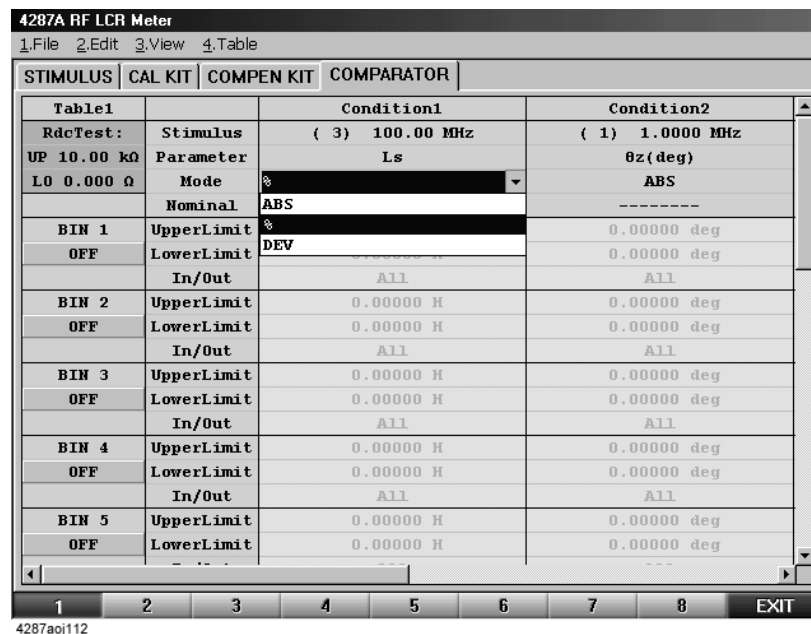 4287A RF LCR Meter
1.File 2.Edit 3.View 4.Table
STIMULUS CAL KIT COMPEN KIT COMPARATOR
Table1 Condition1 Condition2
RdcTest: Stimulus ( 3) 100.00 MHz ( 1) 1.0000 MHz
UP 10.00 kΩ Parameter Ls θz(deg)
LO 0.000 Ω Mode % ABS
Nominal ABS --------
BIN 1 UpperLimit % 0.00000 deg
OFF LowerLimit DEV 0.00000 deg
In/Out All All
BIN 2 UpperLimit 0.00000 H 0.00000 deg
OFF LowerLimit 0.00000 H 0.00000 deg
In/Out All All
BIN 3 UpperLimit 0.00000 H 0.00000 deg
OFF LowerLimit 0.00000 H 0.00000 deg
In/Out All All
BIN 4 UpperLimit 0.00000 H 0.00000 deg
OFF LowerLimit 0.00000 H 0.00000 deg
In/Out All All
BIN 5 UpperLimit 0.00000 H 0.00000 deg
OFF LowerLimit 0.00000 H 0.00000 deg
1 2 3 4 5 6 7 8 EXIT
4287aoj112